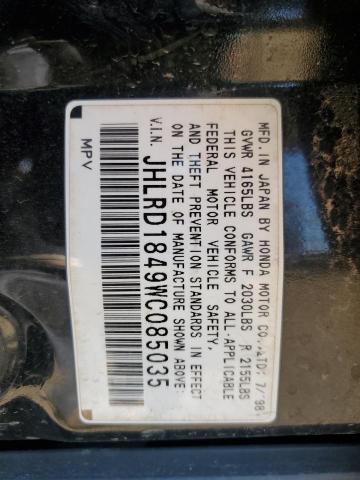 MFD. IN JAPAN BY HONDA MOTOR CO., LTD; 7/'98
GVWR 4165LBS GAWR F 2030LBS R 2155LBS
THIS VEHICLE CONFORMS TO ALL APPLICABLE
FEDERAL MOTOR VEHICLE SAFETY,
AND THEFT PREVENTION STANDARDS IN EFFECT
ON THE DATE OF MANUFACTURE SHOWN ABOVE
V.I.N. JHLRD1849WC085035
MPV